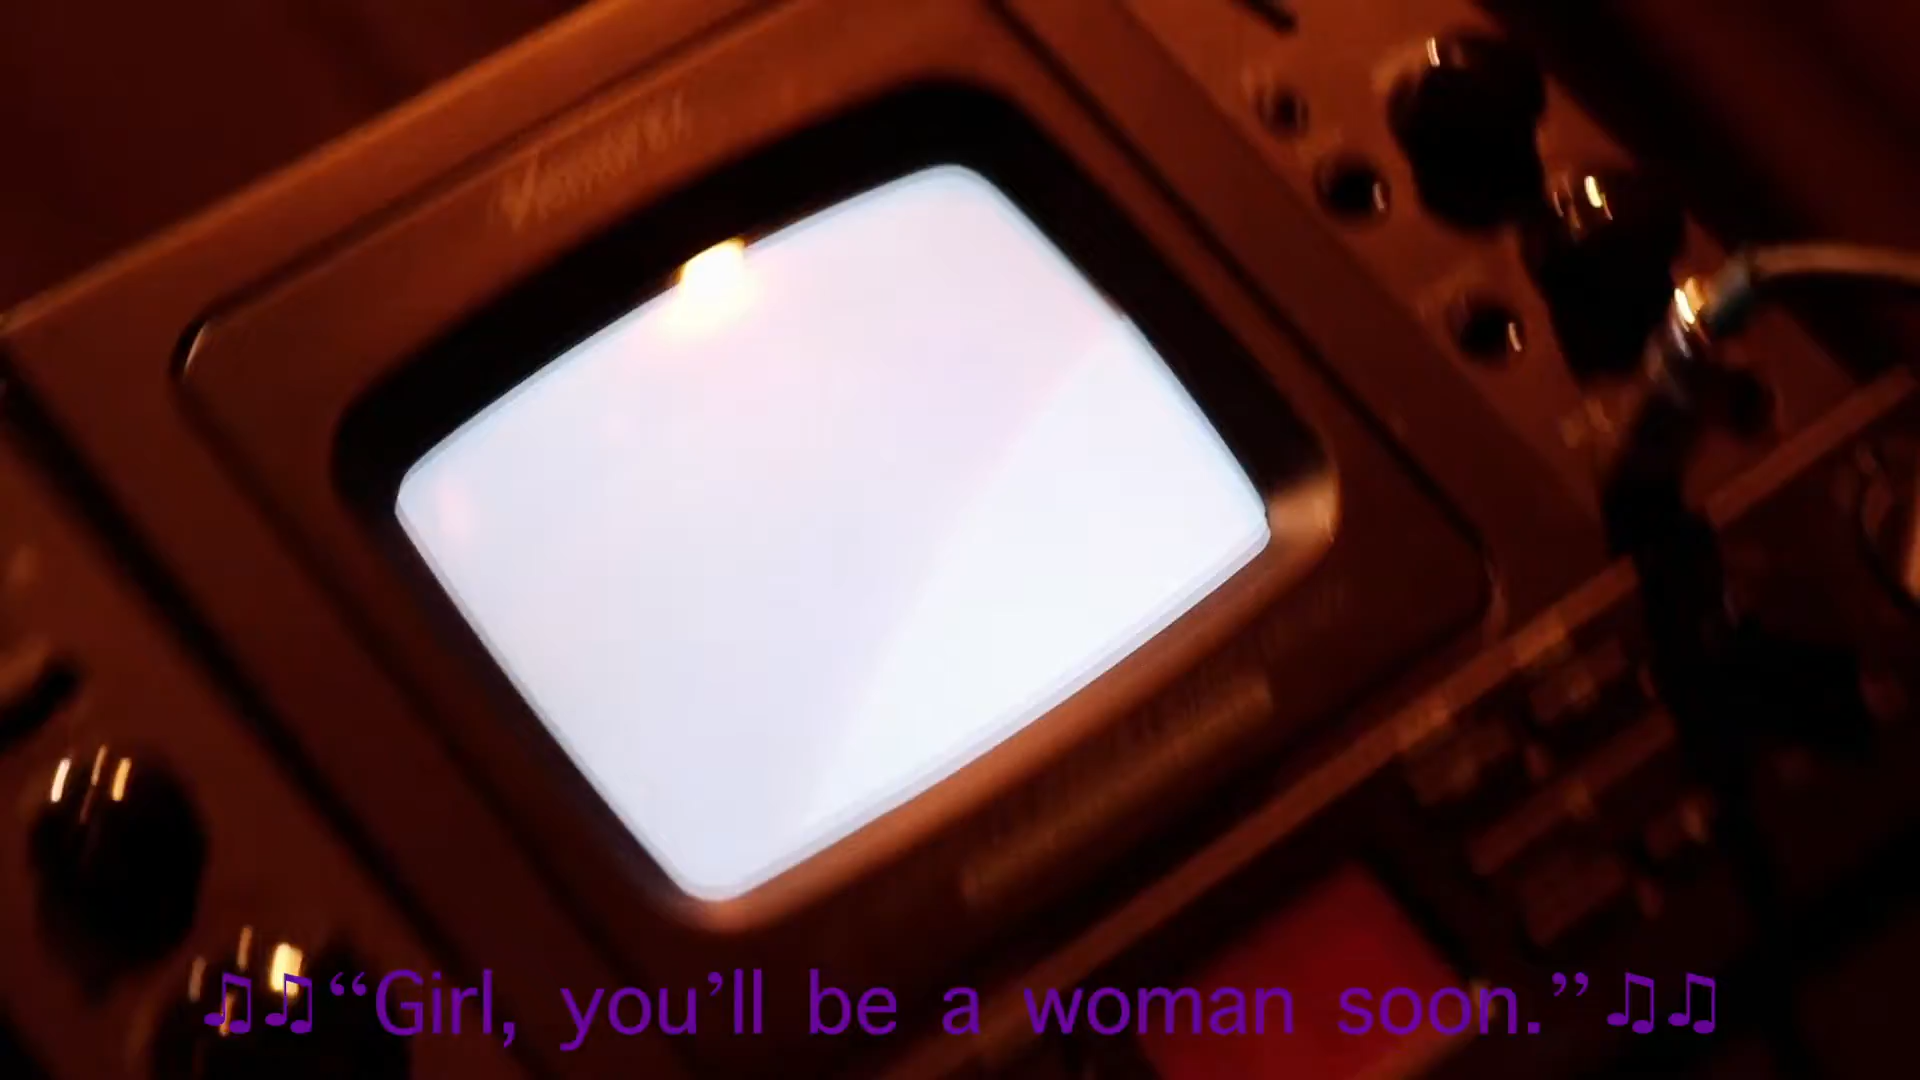 ♫♫“Girl, you’ll be a woman soon.”♫♫